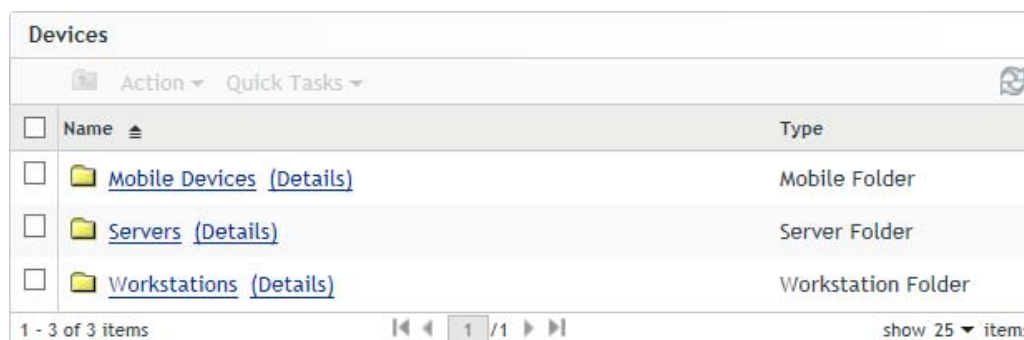 Devices
Action Quick Tasks
Name Type
Mobile Devices (Details) Mobile Folder
Servers (Details) Server Folder
Workstations (Details) Workstation Folder
1 - 3 of 3 items 1 /1 show 25 items